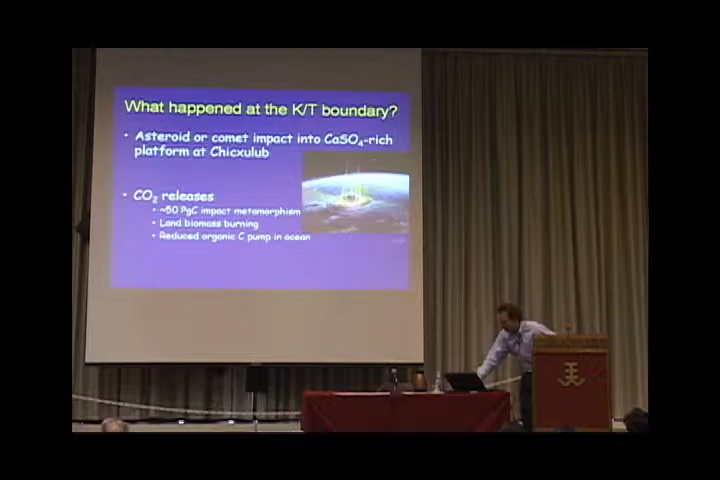 What happened at the K/T boundary?
• Asteroid or comet impact into CaSO₄-rich
platform at Chicxulub
• CO₂ releases
• ~50 PgC impact metamorphism
• Land biomass burning
• Reduced organic C pump in ocean